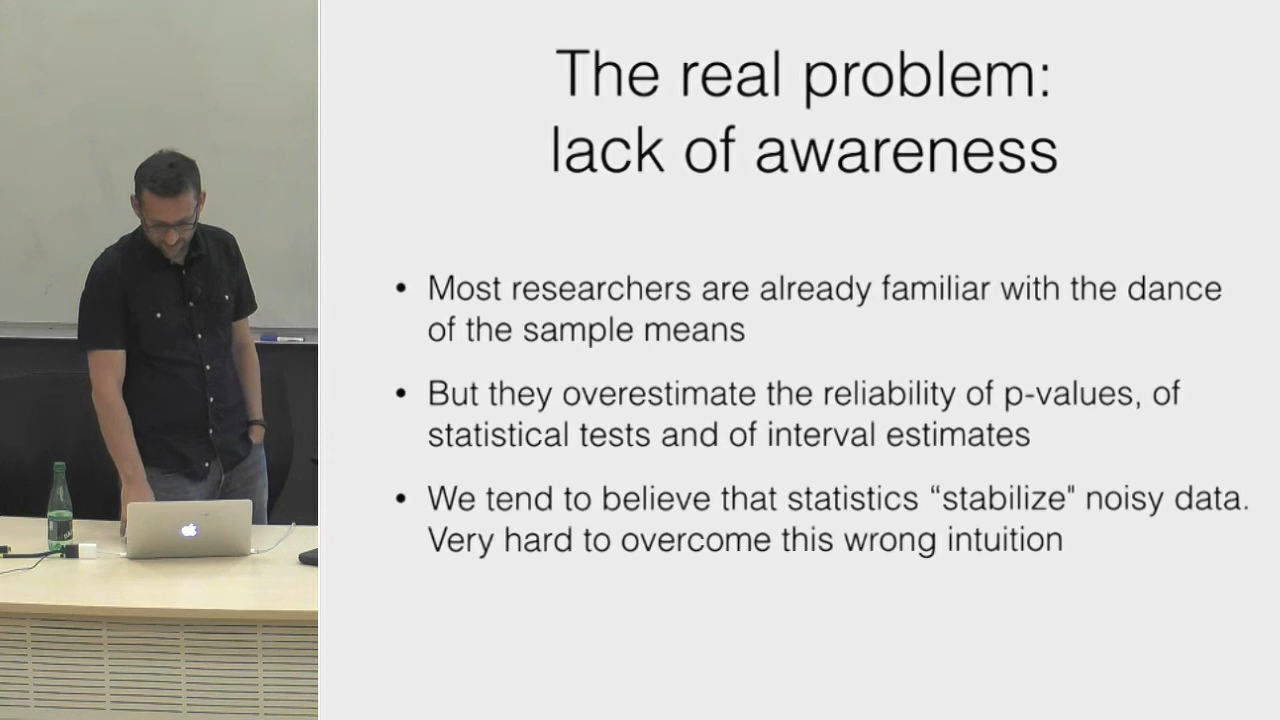 The real problem:
lack of awareness
• Most researchers are already familiar with the dance
of the sample means
• But they overestimate the reliability of p-values, of
statistical tests and of interval estimates
• We tend to believe that statistics “stabilize" noisy data.
Very hard to overcome this wrong intuition